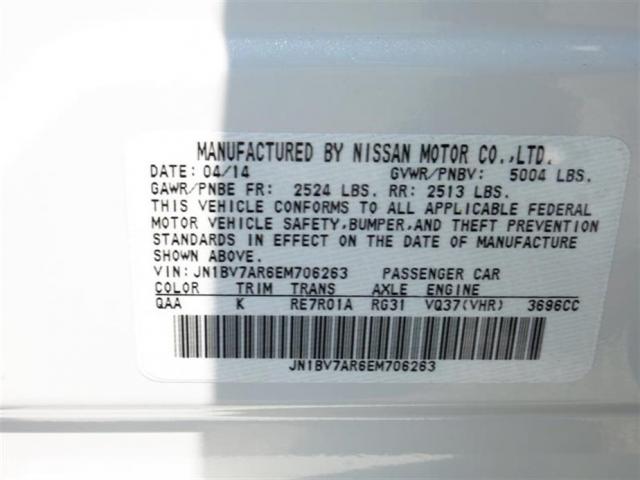 MANUFACTURED BY NISSAN MOTOR CO.,LTD.
DATE: 04/14 GVWR/PNBV: 5004 LBS.
GAWR/PNBE FR: 2524 LBS. RR: 2513 LBS.
THIS VEHICLE CONFORMS TO ALL APPLICABLE FEDERAL
MOTOR VEHICLE SAFETY,BUMPER,AND THEFT PREVENTION
STANDARDS IN EFFECT ON THE DATE OF MANUFACTURE
SHOWN ABOVE.
VIN: JN1BV7AR6EM706263 PASSENGER CAR
COLOR TRIM TRANS AXLE ENGINE
QAA K RE7R01A RG31 VQ37(VHR) 3696CC
JN1BV7AR6EM706263